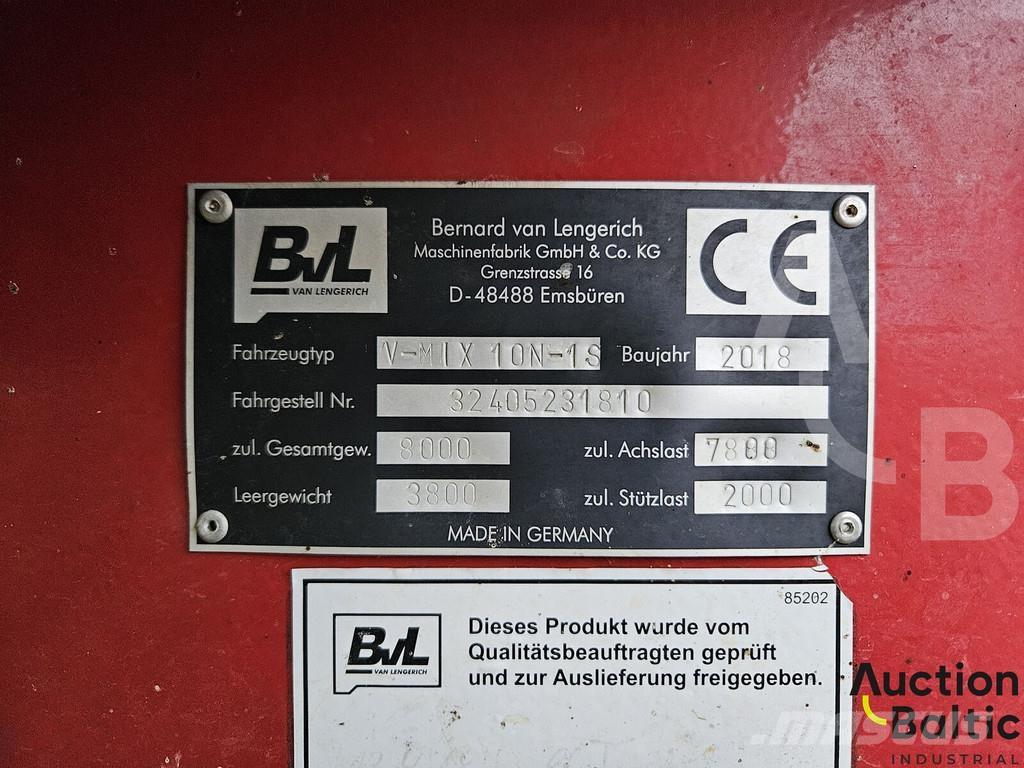 BvL
VAN LENGERICH
Bernard van Lengerich
Maschinenfabrik GmbH & Co. KG
Grenzstrasse 16
D-48488 Emsbüren
CE
Fahrzeugtyp V-MIX 10N-1S Baujahr 2018
Fahrgestell Nr. 32405231810
zul. Gesamtgew. 8000 zul. Achslast 7800
Leergewicht 3800 zul. Stützlast 2000
MADE IN GERMANY
85202
BvL
VAN LENGERICH
Dieses Produkt wurde vom
Qualitätsbeauftragten geprüft
und zur Auslieferung freigegeben.
AB
Auction
Baltic
INDUSTRIAL
MASCUS